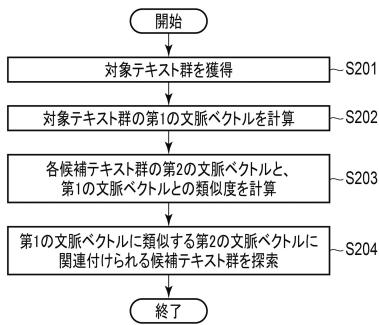 開始
対象テキスト群を獲得
S201
対象テキスト群の第1の文脈ベクトルを計算
S202
各候補テキスト群の第2の文脈ベクトルと、
第1の文脈ベクトルとの類似度を計算
S203
第1の文脈ベクトルに類似する第2の文脈ベクトルに
関連付けられる候補テキスト群を探索
S204
終了